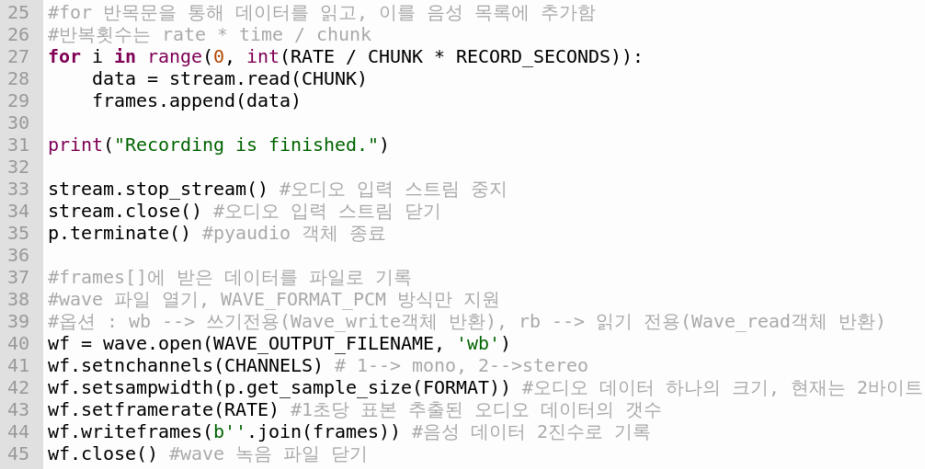 25 #for 반목문을 통해 데이터를 읽고, 이를 음성 목록에 추가함
26 #반복횟수는 rate * time / chunk
27 for i in range(0, int(RATE / CHUNK * RECORD_SECONDS)):
28     data = stream.read(CHUNK)
29     frames.append(data)
30
31 print("Recording is finished.")
32
33 stream.stop_stream() #오디오 입력 스트림 중지
34 stream.close() #오디오 입력 스트림 닫기
35 p.terminate() #pyaudio 객체 종료
36
37 #frames[]에 받은 데이터를 파일로 기록
38 #wave 파일 열기, WAVE_FORMAT_PCM 방식만 지원
39 #옵션 : wb --> 쓰기전용(Wave_write객체 반환), rb --> 읽기 전용(Wave_read객체 반환)
40 wf = wave.open(WAVE_OUTPUT_FILENAME, 'wb')
41 wf.setnchannels(CHANNELS) # 1--> mono, 2-->stereo
42 wf.setsampwidth(p.get_sample_size(FORMAT)) #오디오 데이터 하나의 크기, 현재는 2바이트
43 wf.setframerate(RATE) #1초당 표본 추출된 오디오 데이터의 갯수
44 wf.writeframes(b''.join(frames)) #음성 데이터 2진수로 기록
45 wf.close() #wave 녹음 파일 닫기